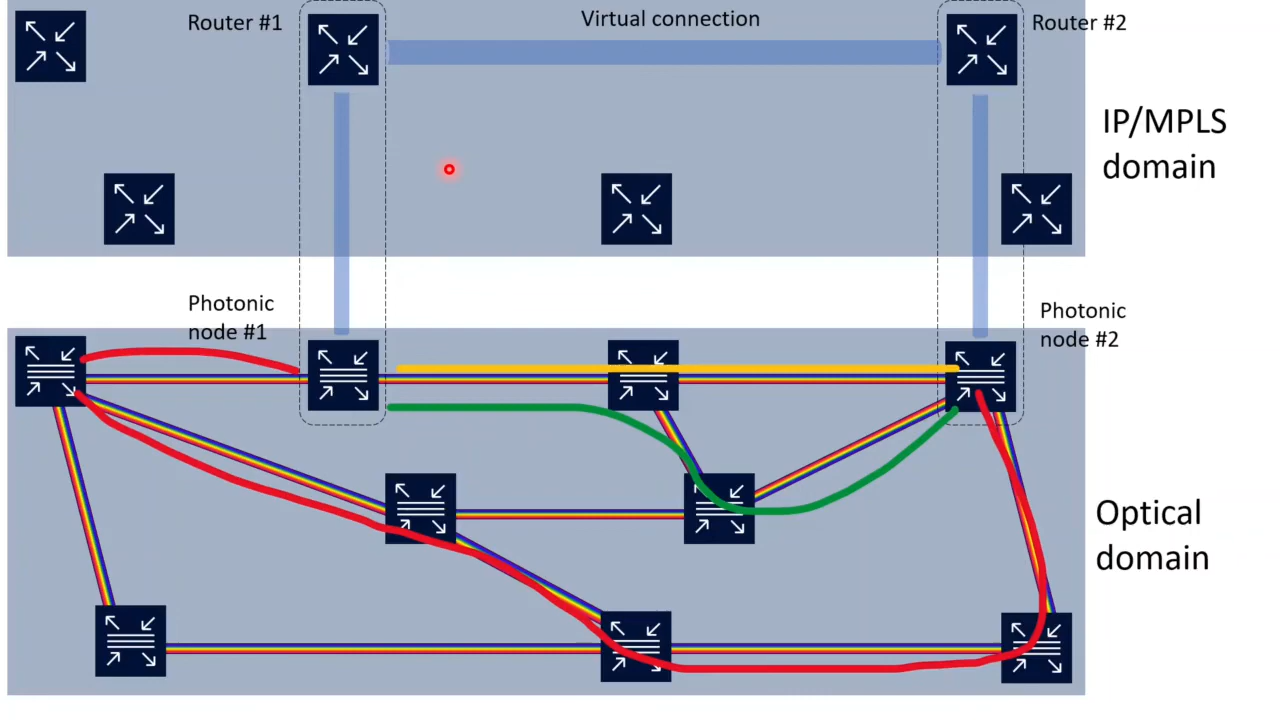 Router #1
Virtual connection
Router #2
IP/MPLS
domain
Photonic
node #1
Photonic
node #2
Optical
domain